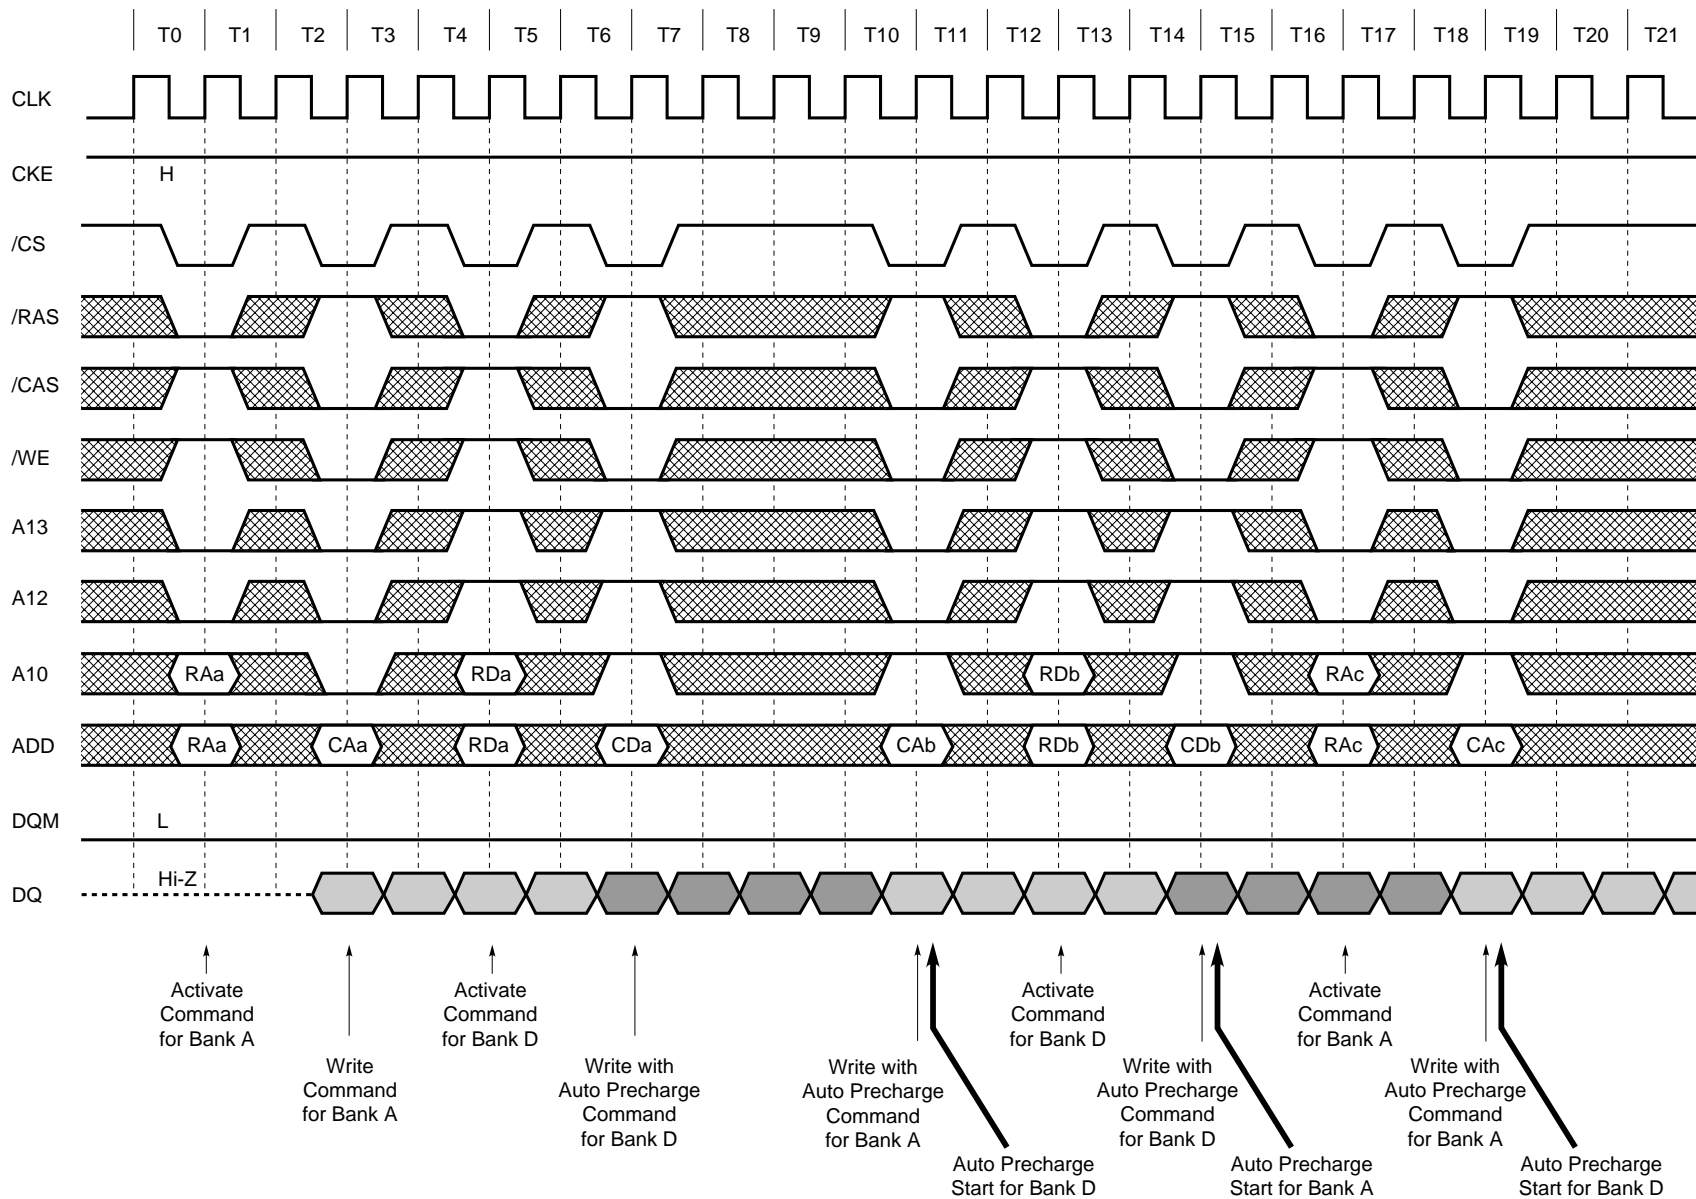 T0 T1 T2 T3 T4 T5 T6 T7 T8 T9 T10 T11 T12 T13 T14 T15 T16 T17 T18 T19 T20 T21
CLK
CKE H
/CS
/RAS
/CAS
/WE
A13
A12
A10 RAa RDa RDb RAc
ADD RAa CAa RDa CDa CAb RDb CDb RAc CAc
DQM L
DQ Hi-Z
Activate
Command
for Bank A
Write
Command
for Bank A
Activate
Command
for Bank D
Write with
Auto Precharge
Command
for Bank D
Write with
Auto Precharge
Command
for Bank A
Auto Precharge
Start for Bank D
Activate
Command
for Bank D
Write with
Auto Precharge
Command
for Bank D
Auto Precharge
Start for Bank A
Activate
Command
for Bank A
Write with
Auto Precharge
Command
for Bank A
Auto Precharge
Start for Bank D